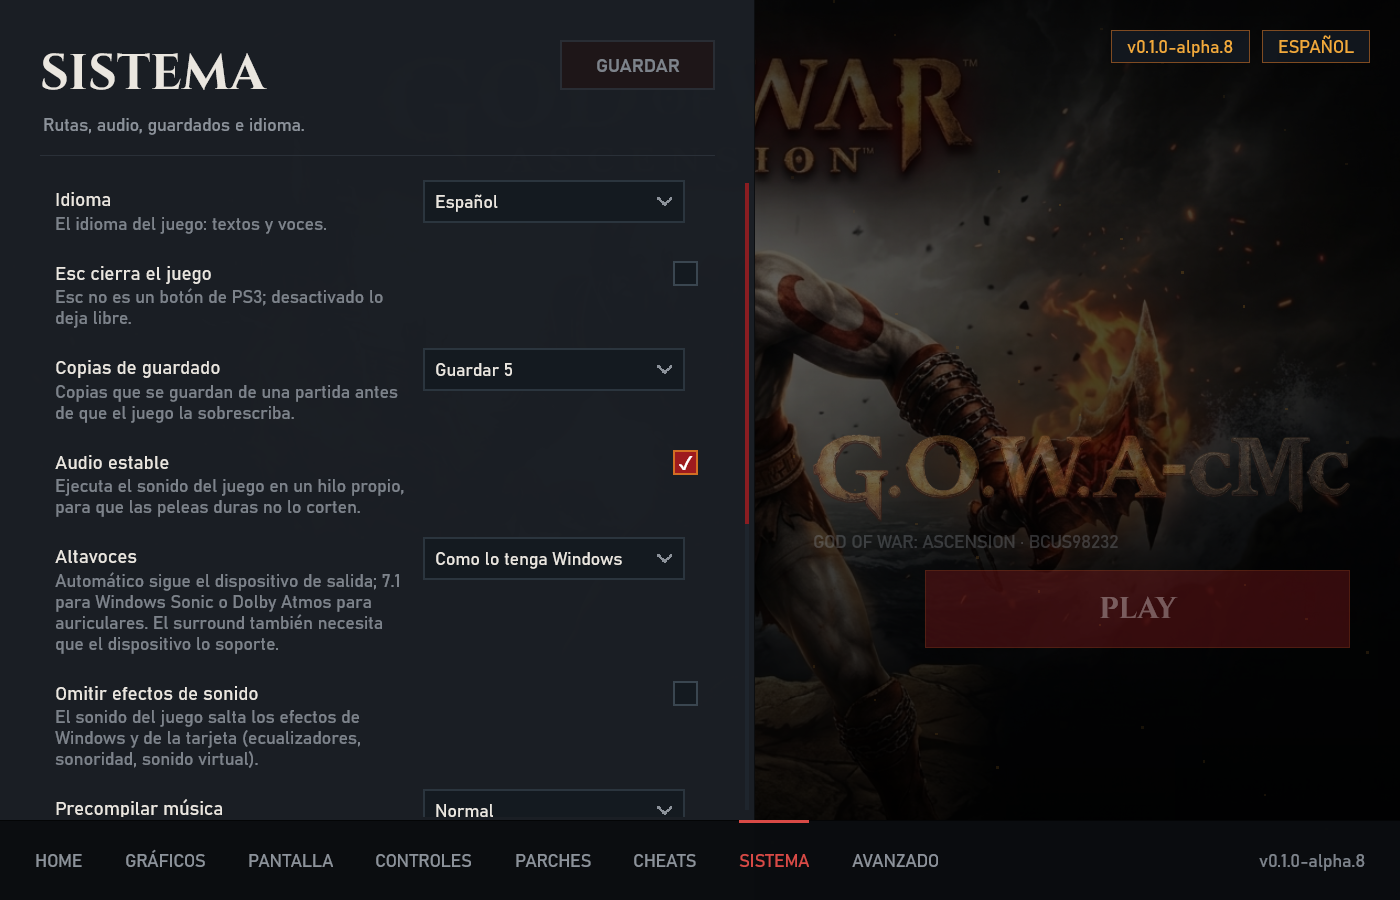 SISTEMA
GUARDAR
Rutas, audio, guardados e idioma.
Idioma
Español
El idioma del juego: textos y voces.
Esc cierra el juego
Esc no es un botón de PS3; desactivado lo
deja libre.
Copias de guardado
Guardar 5
Copias que se guardan de una partida antes
de que el juego la sobrescriba.
Audio estable
Ejecuta el sonido del juego en un hilo propio,
para que las peleas duras no lo corten.
Altavoces
Como lo tenga Windows
Automático sigue el dispositivo de salida; 7.1
para Windows Sonic o Dolby Atmos para
auriculares. El surround también necesita
que el dispositivo lo soporte.
Omitir efectos de sonido
El sonido del juego salta los efectos de
Windows y de la tarjeta (ecualizadores,
sonoridad, sonido virtual).
Precompilar música
Normal
v0.1.0-alpha.8
ESPAÑOL
WAR™
ION™
G.O.W.A-cMc
GOD OF WAR: ASCENSION · BCUS98232
PLAY
HOME
GRÁFICOS
PANTALLA
CONTROLES
PARCHES
CHEATS
SISTEMA
AVANZADO
v0.1.0-alpha.8